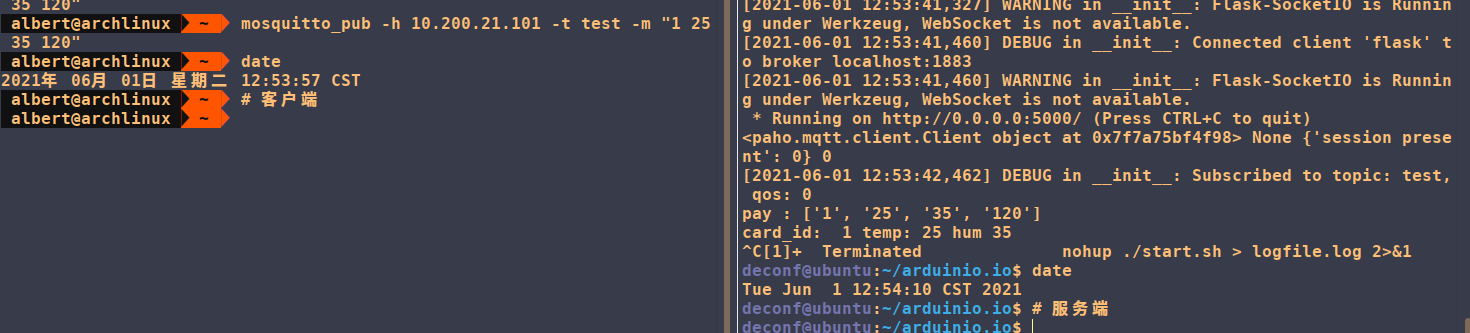 35 120"
albert@archlinux ~ mosquitto_pub -h 10.200.21.101 -t test -m "1 25
35 120"
albert@archlinux ~ date
2021年 06月 01日 星期二 12:53:57 CST
albert@archlinux ~ # 客户端
albert@archlinux ~
[2021-06-01 12:53:41,327] WARNING in __init__: Flask-SocketIO is Runnin
g under Werkzeug, WebSocket is not available.
[2021-06-01 12:53:41,460] DEBUG in __init__: Connected client 'flask' t
o broker localhost:1883
[2021-06-01 12:53:41,460] WARNING in __init__: Flask-SocketIO is Runnin
g under Werkzeug, WebSocket is not available.
* Running on http://0.0.0.0:5000/ (Press CTRL+C to quit)
<paho.mqtt.client.Client object at 0x7f7a75bf4f98> None {'session prese
nt': 0} 0
[2021-06-01 12:53:42,462] DEBUG in __init__: Subscribed to topic: test,
qos: 0
pay : ['1', '25', '35', '120']
card_id:  1 temp: 25 hum 35
^C[1]+  Terminated              nohup ./start.sh > logfile.log 2>&1
deconf@ubuntu:~/arduinio.io$ date
Tue Jun  1 12:54:10 CST 2021
deconf@ubuntu:~/arduinio.io$ # 服务端
deconf@ubuntu:~/arduinio.io$